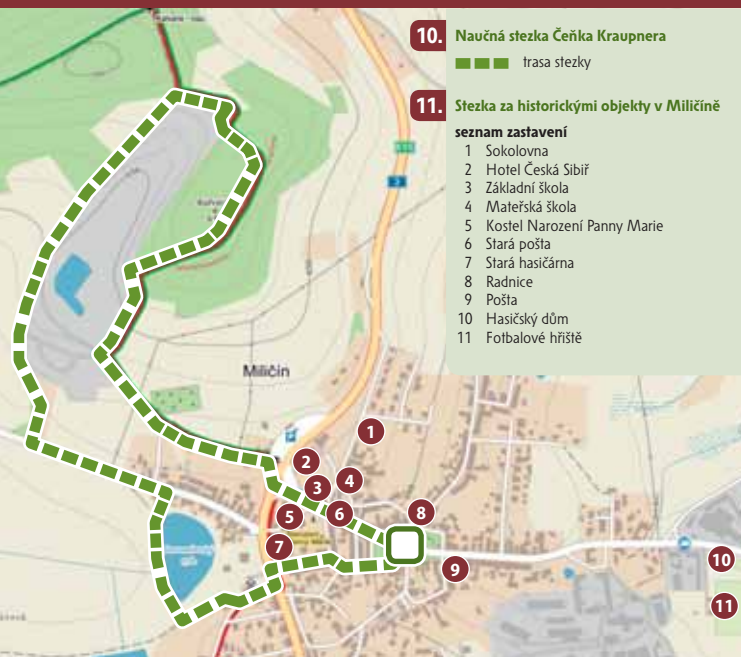 10. Naučná stezka Čeňka Kraupnera
trasa stezky
11. Stezka za historickými objekty v Miličíně
seznam zastavení
1 Sokolovna
2 Hotel Česká Sibiř
3 Základní škola
4 Mateřská škola
5 Kostel Narození Panny Marie
6 Stará pošta
7 Stará hasičárna
8 Radnice
9 Pošta
10 Hasičský dům
11 Fotbalové hřiště
Miličín
1
2
3
4
5
6
7
8
9
10
11
3